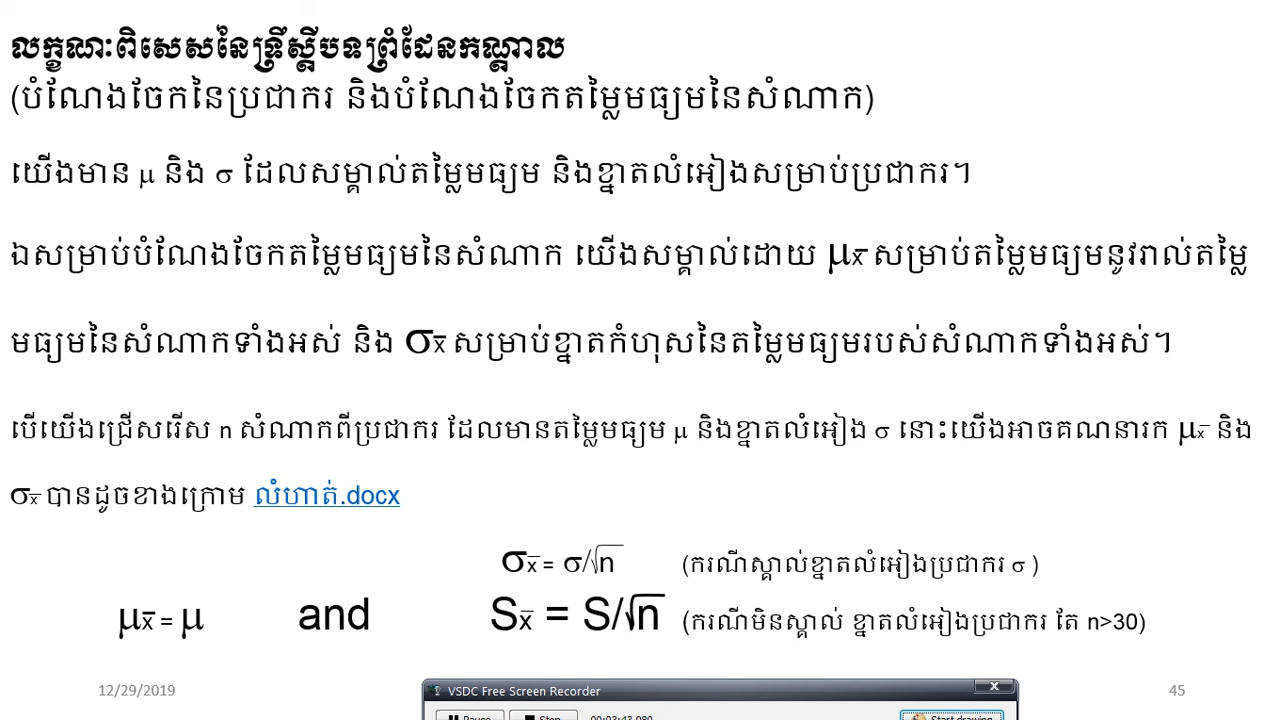 លក្ខណៈពិសេសនៃទ្រឹស្តីបទព្រំដែនកណ្តាល
(បំណែងចែកនៃប្រជាករ និងបំណែងចែកតម្លៃមធ្យមនៃសំណាក)
យើងមាន μ និង σ ដែលសម្គាល់តម្លៃមធ្យម និងខ្នាតលំអៀងសម្រាប់ប្រជាករ។
ឯសម្រាប់បំណែងចែកតម្លៃមធ្យមនៃសំណាក យើងសម្គាល់ដោយ μx̅ សម្រាប់តម្លៃមធ្យមនូវរាល់តម្លៃ
មធ្យមនៃសំណាកទាំងអស់ និង σx̅ សម្រាប់ខ្នាតកំហុសនៃតម្លៃមធ្យមរបស់សំណាកទាំងអស់។
បើយើងជ្រើសរើស n សំណាកពីប្រជាករ ដែលមានតម្លៃមធ្យម μ និងខ្នាតលំអៀង σ នោះយើងអាចគណនារក μx̅ និង
σx̅ បានដូចខាងក្រោម លំហាត់.docx
σx̅ = σ/√n (ករណីស្គាល់ខ្នាតលំអៀងប្រជាករ σ )
μx̅ = μ and Sx̅ = S/√n (ករណីមិនស្គាល់ ខ្នាតលំអៀងប្រជាករ តែ n>30)
12/29/2019 45
VSDC Free Screen Recorder
Pause Stop 00:03:43.080 Start drawing